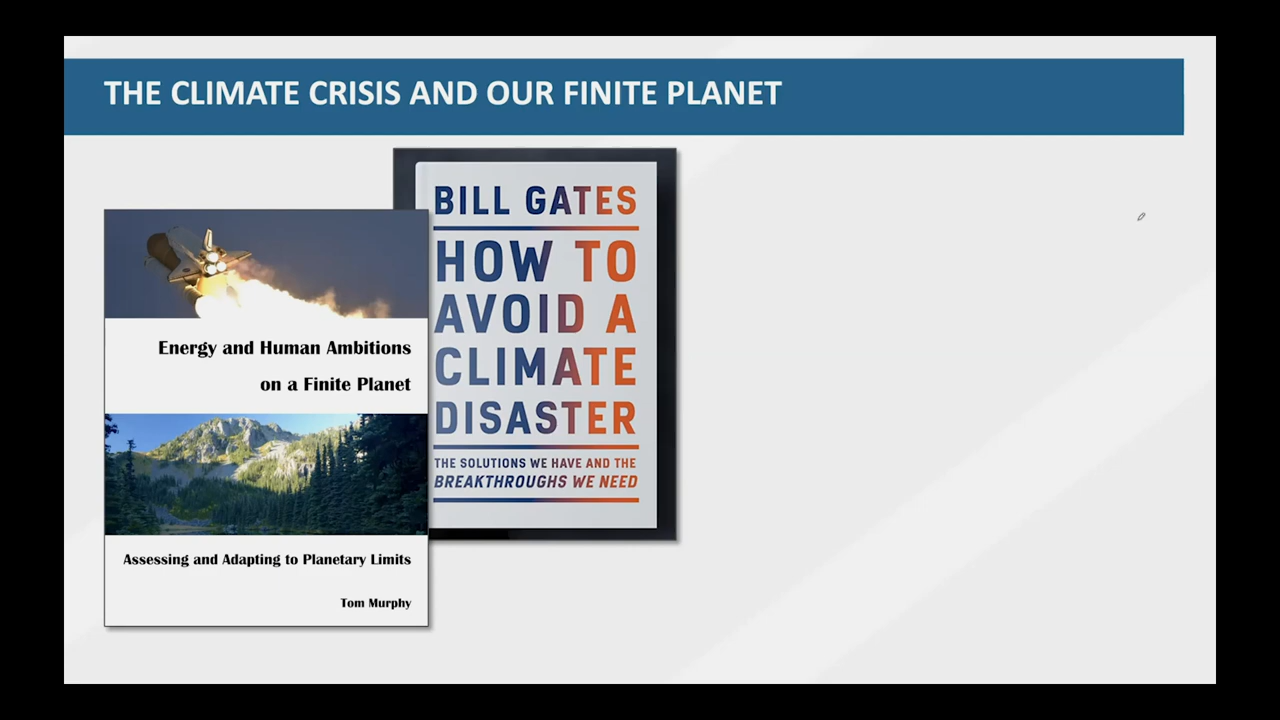 THE CLIMATE CRISIS AND OUR FINITE PLANET
Energy and Human Ambitions
on a Finite Planet
Assessing and Adapting to Planetary Limits
Tom Murphy
BILL GATES
HOW TO
AVOID A
CLIMATE
DISASTER
THE SOLUTIONS WE HAVE AND THE
BREAKTHROUGHS WE NEED